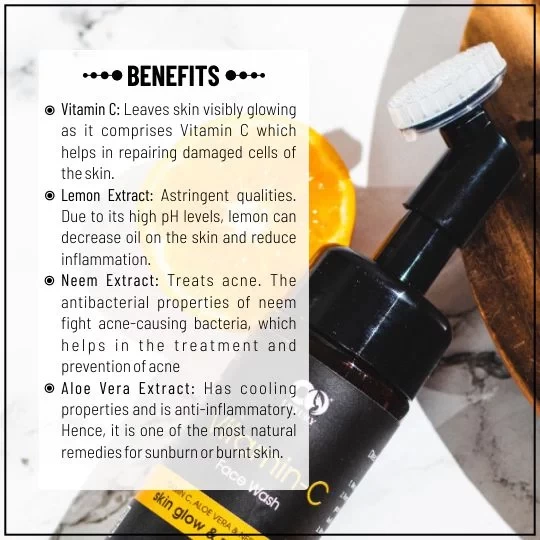 BENEFITS
Vitamin C: Leaves skin visibly glowing
as it comprises Vitamin C which
helps in repairing damaged cells of
the skin.
Lemon Extract: Astringent qualities.
Due to its high pH levels, lemon can
decrease oil on the skin and reduce
inflammation.
Neem Extract: Treats acne. The
antibacterial properties of neem
fight acne-causing bacteria, which
helps in the treatment and
prevention of acne
Aloe Vera Extract: Has cooling
properties and is anti-inflammatory.
Hence, it is one of the most natural
remedies for sunburn or burnt skin.
Vitamin-C
Face Wash
C, ALOE VERA &
skin glow &